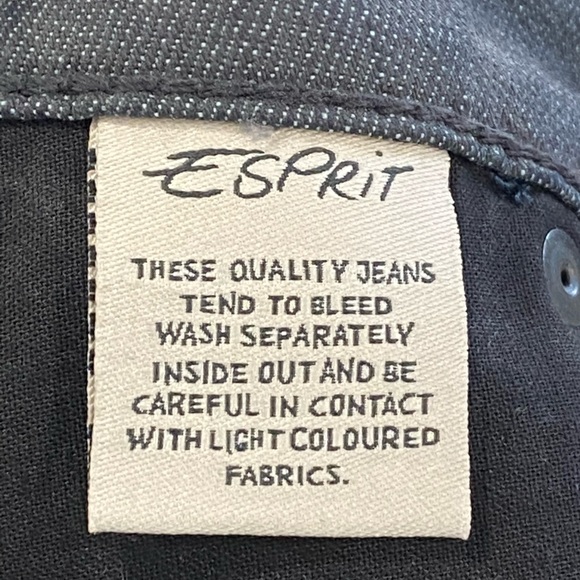 ESPRiT
THESE QUALITY JEANS
TEND TO BLEED
WASH SEPARATELY
INSIDE OUT AND BE
CAREFUL IN CONTACT
WITH LIGHT COLOURED
FABRICS.